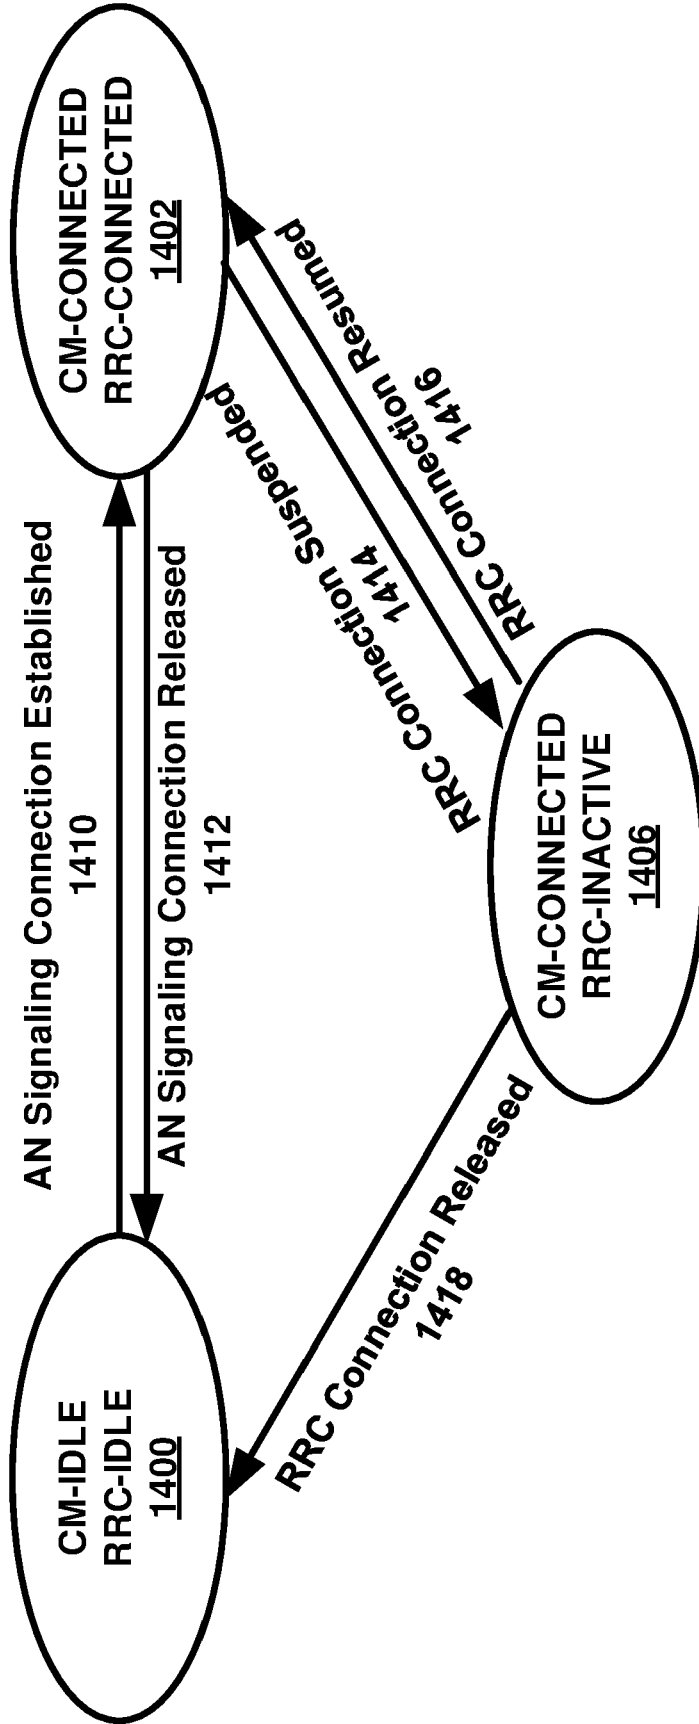 CM-IDLE
RRC-IDLE
1400
AN Signaling Connection Established
1410
AN Signaling Connection Released
1412
CM-CONNECTED
RRC-CONNECTED
1402
RRC Connection Suspended
1414
RRC Connection Resumed
1416
RRC Connection Released
1418
CM-CONNECTED
RRC-INACTIVE
1406